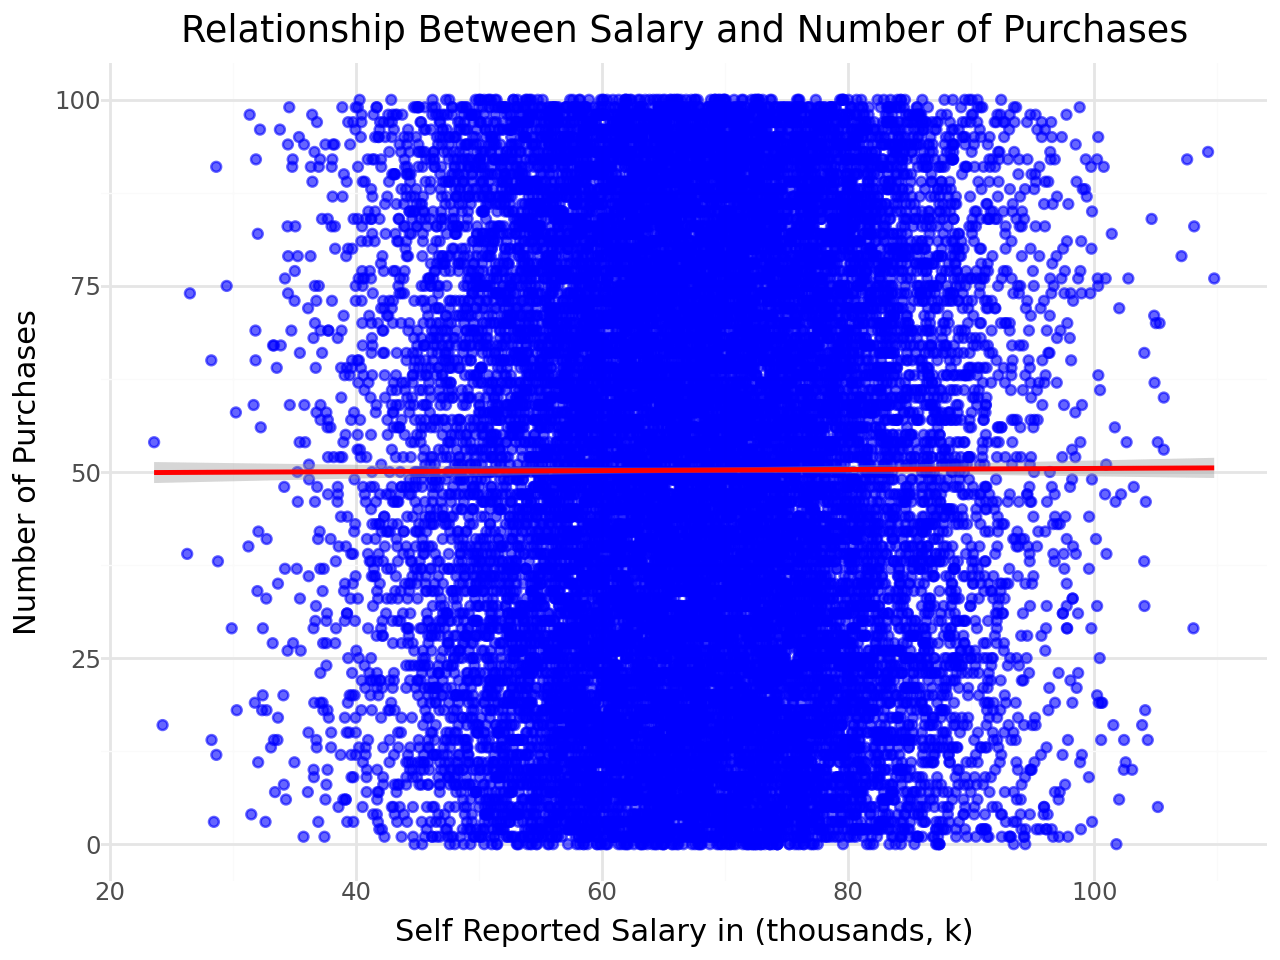 Relationship Between Salary and Number of Purchases
100
75
50
25
0
Number of Purchases
20 40 60 80 100
Self Reported Salary in (thousands, k)